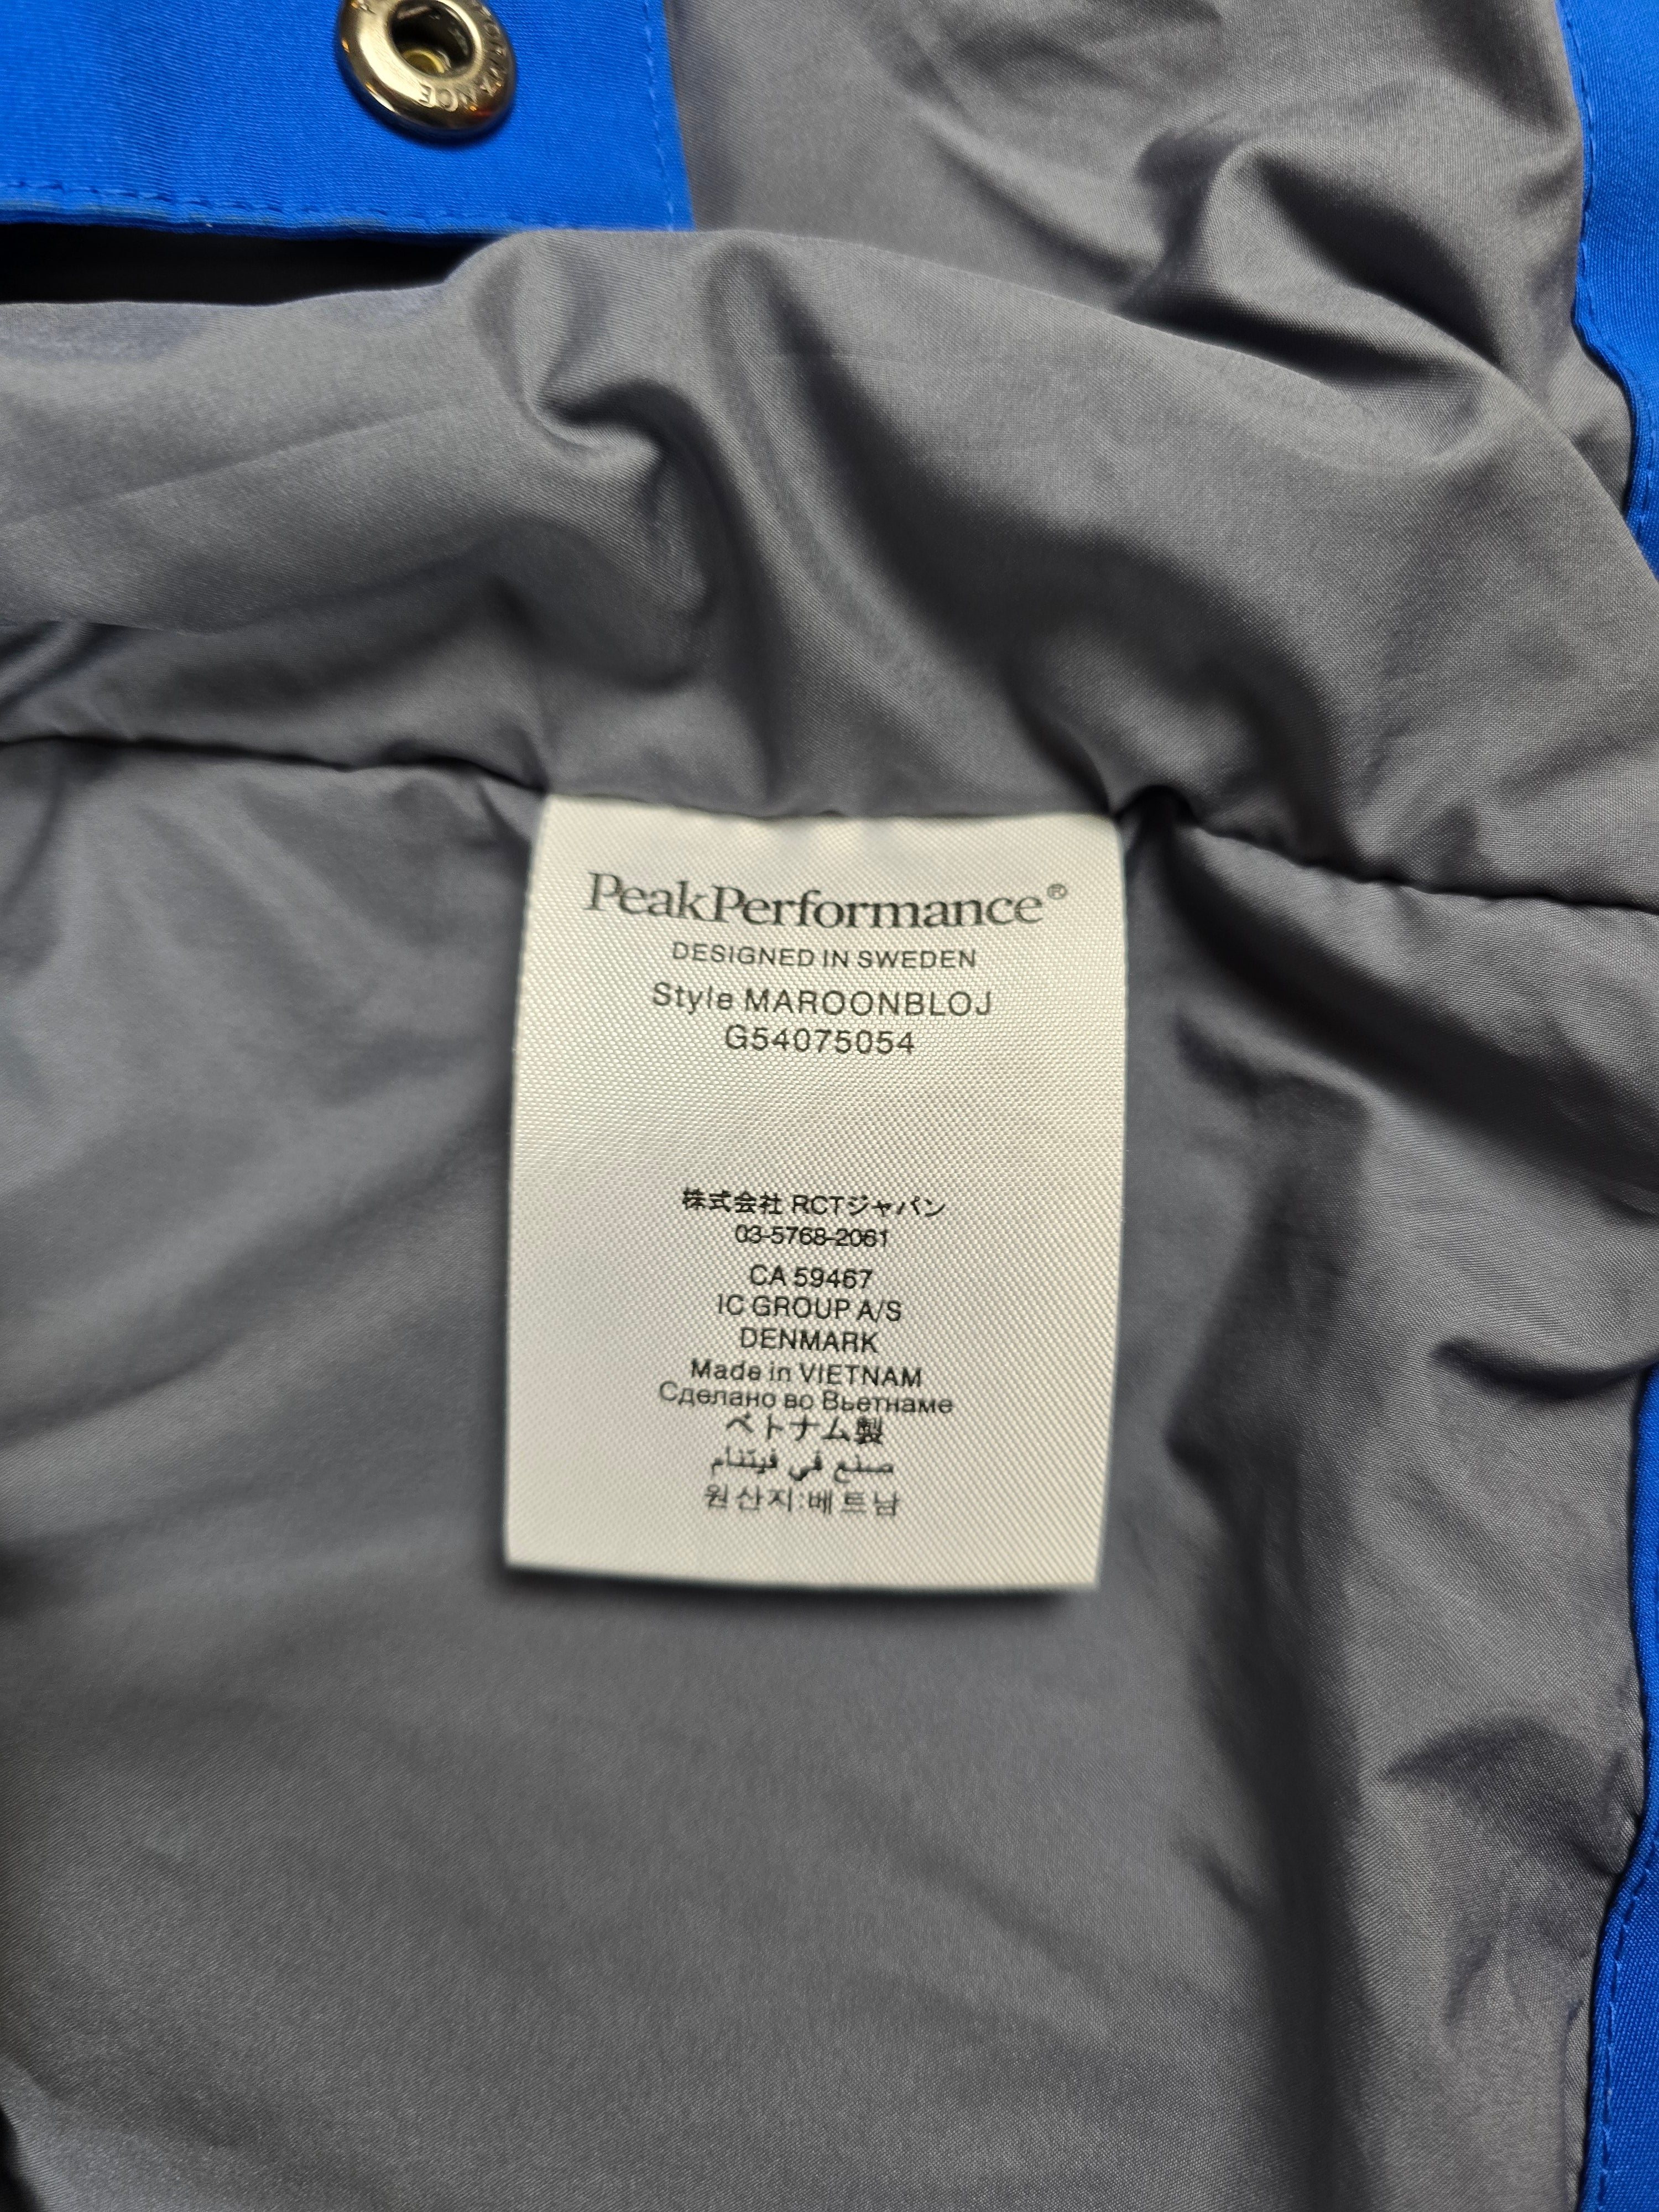 PeakPerformance®
DESIGNED IN SWEDEN
Style MAROONBLOJ
G54075054
株式会社 RCTジャパン
03-5768-2061
CA 59467
IC GROUP A/S
DENMARK
Made in VIETNAM
Сделано во Вьетнаме
ベトナム製
صنع في فيتنام
원산지:베트남